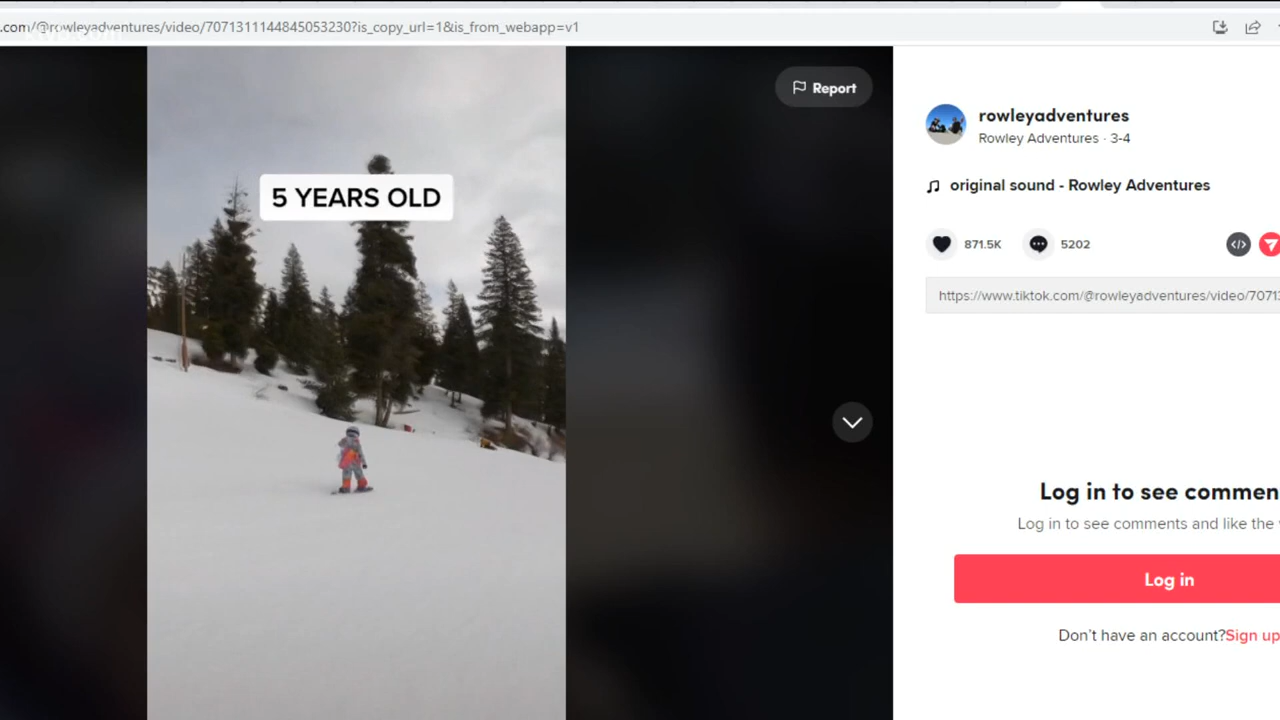 .com/@rowleyadventures/video/7071311144845053230?is_copy_url=1&is_from_webapp=v1
Report
5 YEARS OLD
rowleyadventures
Rowley Adventures · 3-4
original sound - Rowley Adventures
871.5K
5202
https://www.tiktok.com/@rowleyadventures/video/7071
Log in to see commen
Log in to see comments and like the
Log in
Don't have an account?Sign up